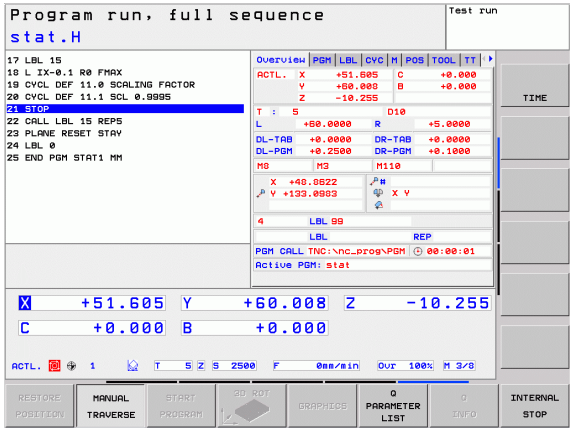 Program run, full sequence
Test run
stat.H
17 LBL 15
18 L IX-0.1 R0 FMAX
19 CYCL DEF 11.0 SCALING FACTOR
20 CYCL DEF 11.1 SCL 0.9995
21 STOP
22 CALL LBL 15 REP5
23 PLANE RESET STAY
24 LBL 0
25 END PGM STAT1 MM
Overview PGM LBL CYC M POS TOOL TT
ACTL. X +51.605 C +0.000
Y +60.008 B +0.000
Z -10.255
T : 5 D10
L +60.0000 R +5.0000
DL-TAB +0.0000 DR-TAB +0.0000
DL-PGM +0.2500 DR-PGM +0.1000
M8 M3 M110
X +48.8622 #
Y +133.0983 X Y
4 LBL 99
LBL REP
PGM CALL TNC:\nc_prog\PGM 00:00:01
Active PGM: stat
TIME
X +51.605 Y +60.008 Z -10.255
C +0.000 B +0.000
ACTL. 1 T 5 Z S 2500 F 0mm/min Ovr 100% M 3/8
RESTORE POSITION
MANUAL TRAVERSE
START PROGRAM
3D ROT
GRAPHICS
Q PARAMETER LIST
Q INFO
INTERNAL STOP